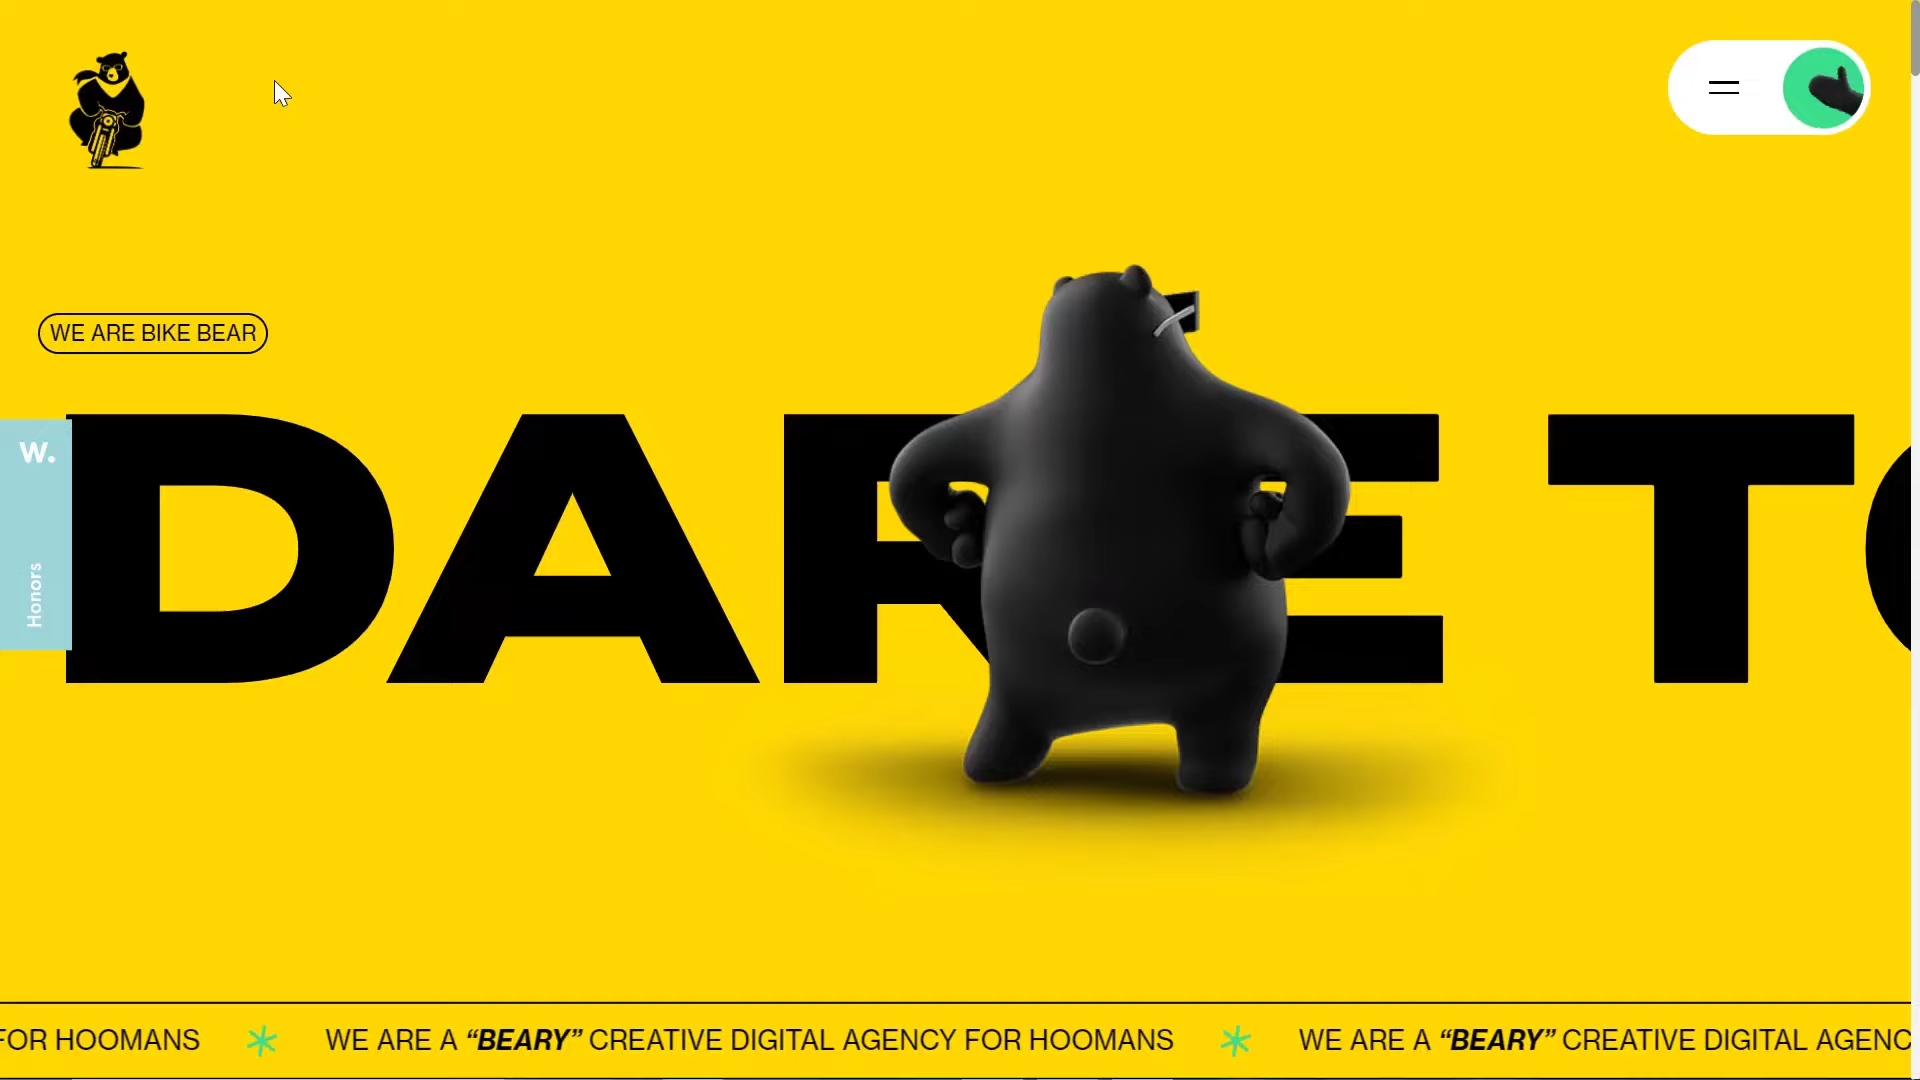 WE ARE BIKE BEAR
DARE TO
W.
Honors
FOR HOOMANS
WE ARE A “BEARY” CREATIVE DIGITAL AGENCY FOR HOOMANS
WE ARE A “BEARY” CREATIVE DIGITAL AGENC